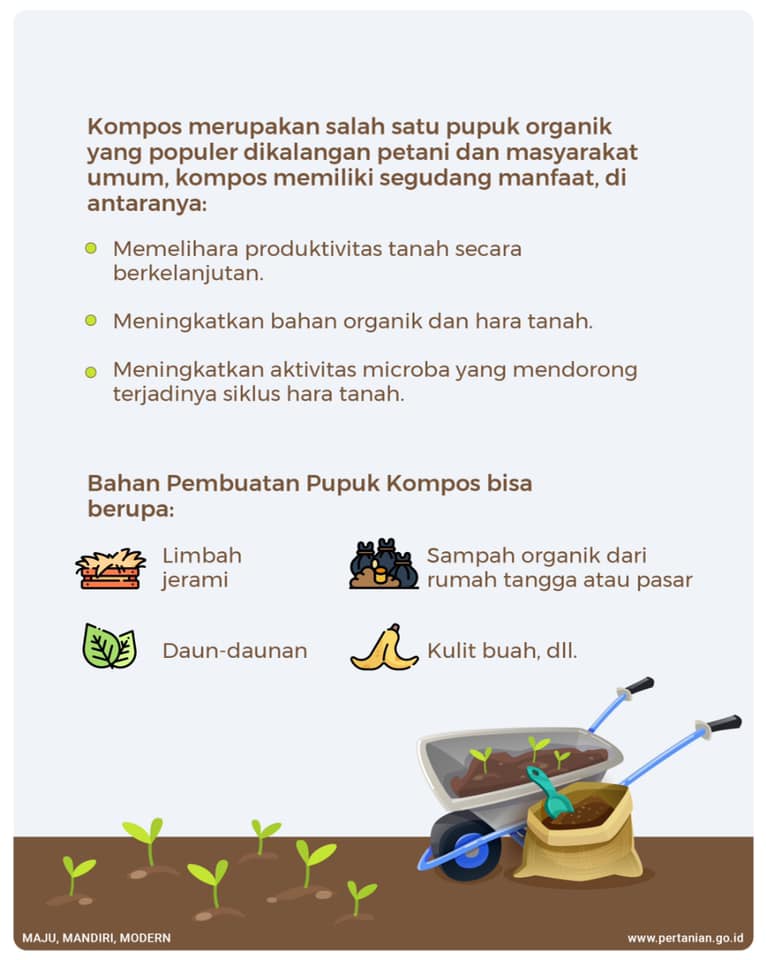 Kompos merupakan salah satu pupuk organik
yang populer dikalangan petani dan masyarakat
umum, kompos memiliki segudang manfaat, di
antaranya:
Memelihara produktivitas tanah secara
berkelanjutan.
Meningkatkan bahan organik dan hara tanah.
Meningkatkan aktivitas microba yang mendorong
terjadinya siklus hara tanah.
Bahan Pembuatan Pupuk Kompos bisa
berupa:
Limbah
jerami
Sampah organik dari
rumah tangga atau pasar
Daun-daunan
Kulit buah, dll.
MAJU, MANDIRI, MODERN
www.pertanian.go.id